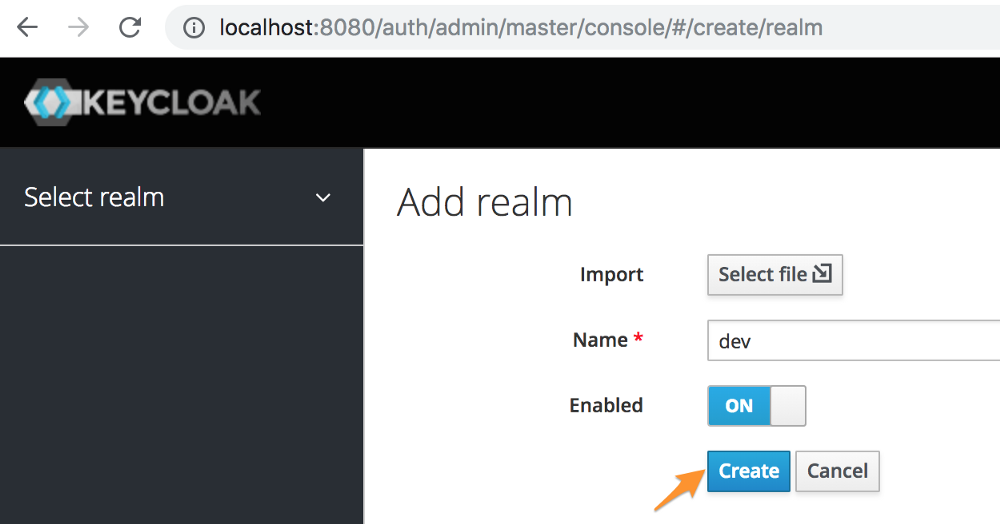 localhost:8080/auth/admin/master/console/#/create/realm
KEYCLOAK
Select realm
Add realm
Import Select file
Name * dev
Enabled ON
Create Cancel